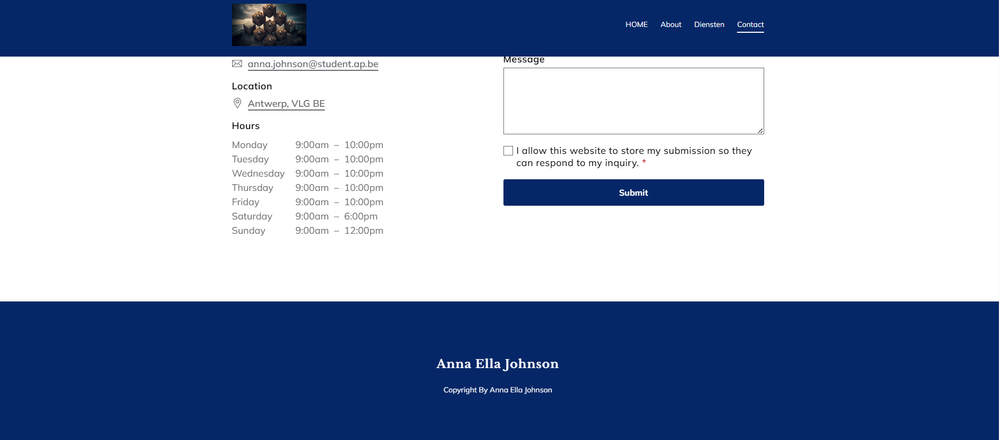 HOME About Diensten Contact
anna.johnson@student.ap.be
Location
Antwerp, VLG BE
Hours
Monday 9:00am – 10:00pm
Tuesday 9:00am – 10:00pm
Wednesday 9:00am – 10:00pm
Thursday 9:00am – 10:00pm
Friday 9:00am – 10:00pm
Saturday 9:00am – 6:00pm
Sunday 9:00am – 12:00pm
Message
I allow this website to store my submission so they
can respond to my inquiry. *
Submit
Anna Ella Johnson
Copyright By Anna Ella Johnson